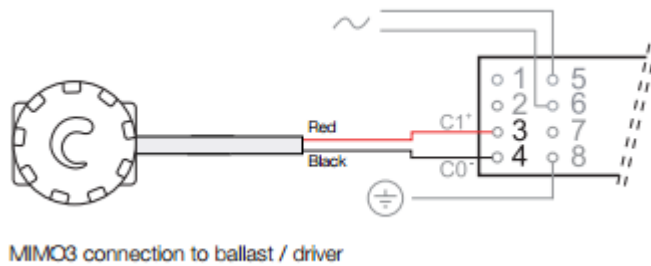 1 5
2 6
Red C1+ 3 7
Black C0- 4 8
MIMO3 connection to ballast / driver